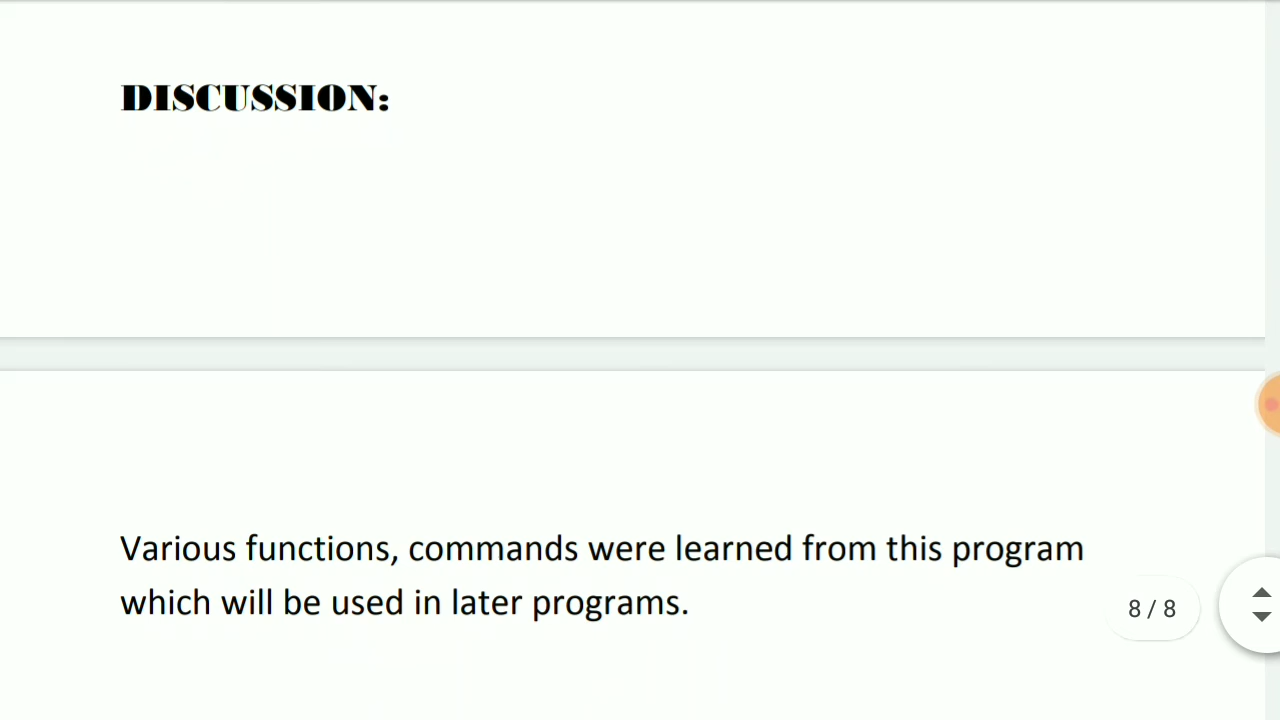 DISCUSSION:
Various functions, commands were learned from this program
which will be used in later programs.
8 / 8